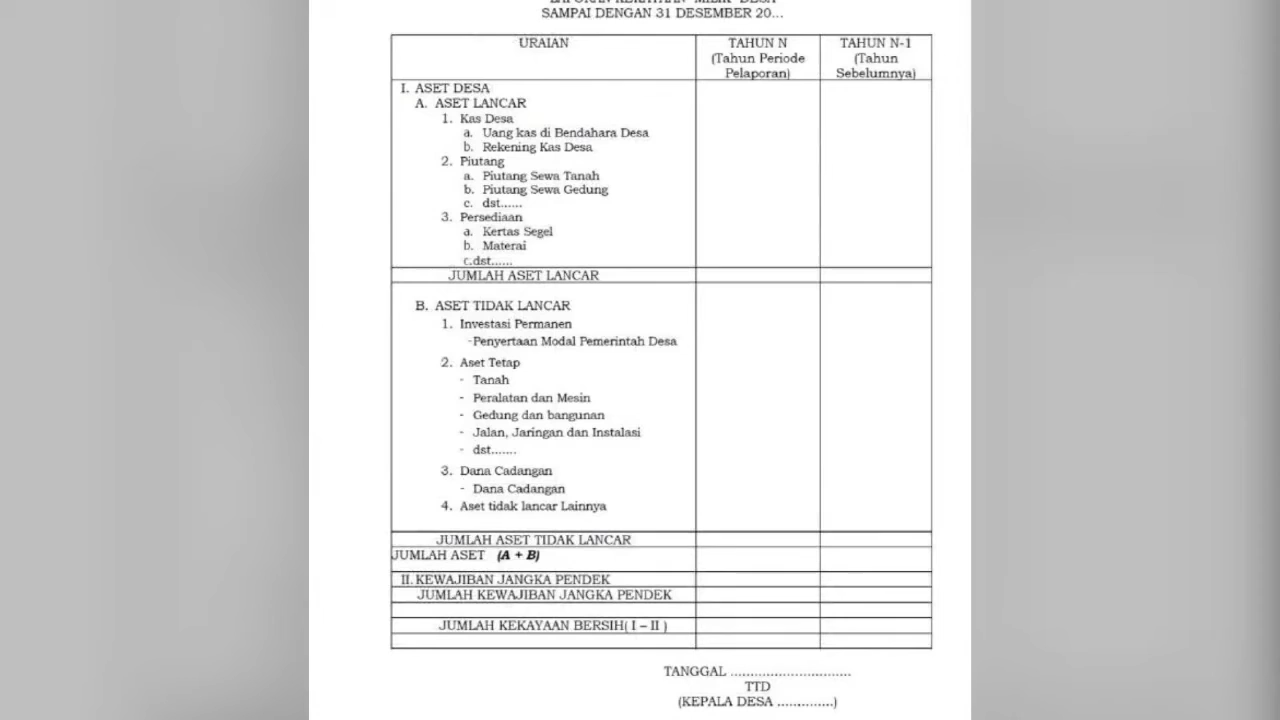 LAPORAN KEKAYAAN MILIK DESA
SAMPAI DENGAN 31 DESEMBER 20...
URAIAN
TAHUN N
(Tahun Periode
Pelaporan)
TAHUN N-1
(Tahun
Sebelumnya)
I. ASET DESA
A. ASET LANCAR
1. Kas Desa
a. Uang kas di Bendahara Desa
b. Rekening Kas Desa
2. Piutang
a. Piutang Sewa Tanah
b. Piutang Sewa Gedung
c. dst......
3. Persediaan
a. Kertas Segel
b. Materai
c.dst......
JUMLAH ASET LANCAR
B. ASET TIDAK LANCAR
1. Investasi Permanen
-Penyertaan Modal Pemerintah Desa
2. Aset Tetap
- Tanah
- Peralatan dan Mesin
- Gedung dan bangunan
- Jalan, Jaringan dan Instalasi
- dst.......
3. Dana Cadangan
- Dana Cadangan
4. Aset tidak lancar Lainnya
JUMLAH ASET TIDAK LANCAR
JUMLAH ASET (A + B)
II. KEWAJIBAN JANGKA PENDEK
JUMLAH KEWAJIBAN JANGKA PENDEK
JUMLAH KEKAYAAN BERSIH( I – II )
TANGGAL ..............................
TTD
(KEPALA DESA ..............)